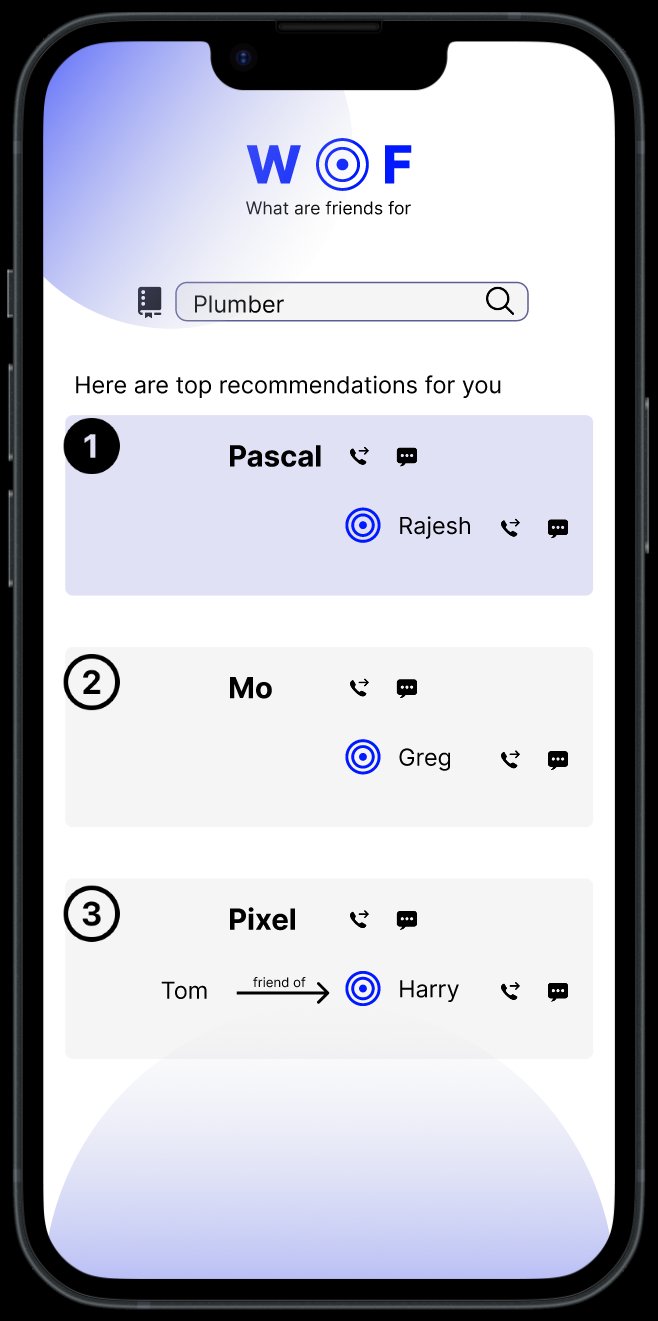 W F
What are friends for
Plumber
Here are top recommendations for you
1
Pascal
Rajesh
2
Mo
Greg
3
Pixel
Tom friend of Harry